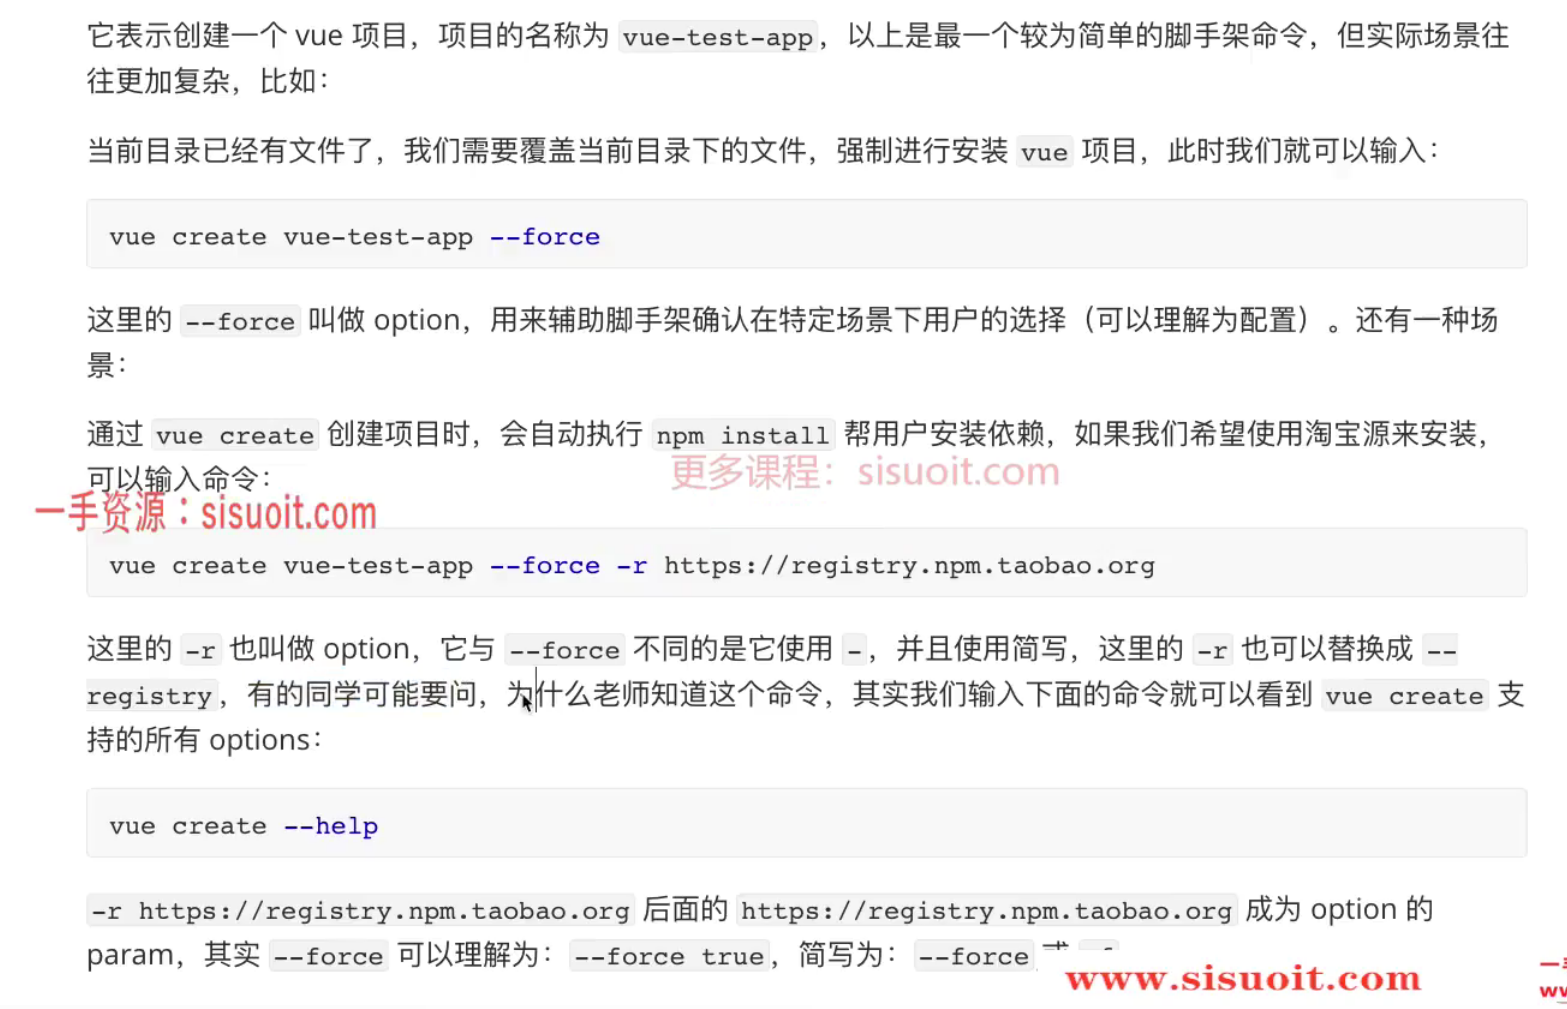 它表示创建一个 vue 项目，项目的名称为 vue-test-app，以上是最一个较为简单的脚手架命令，但实际场景往
往更加复杂，比如：
当前目录已经有文件了，我们需要覆盖当前目录下的文件，强制进行安装 vue 项目，此时我们就可以输入：
vue create vue-test-app --force
这里的 --force 叫做 option，用来辅助脚手架确认在特定场景下用户的选择（可以理解为配置）。还有一种场
景：
通过 vue create 创建项目时，会自动执行 npm install 帮用户安装依赖，如果我们希望使用淘宝源来安装，
更多课程：sisuoit.com
可以输入命令：
一手资源：sisuoit.com
vue create vue-test-app --force -r https://registry.npm.taobao.org
这里的 -r 也叫做 option，它与 --force 不同的是它使用 -，并且使用简写，这里的 -r 也可以替换成 --
registry，有的同学可能要问，为什么老师知道这个命令，其实我们输入下面的命令就可以看到 vue create 支
持的所有 options：
vue create --help
-r https://registry.npm.taobao.org 后面的 https://registry.npm.taobao.org 成为 option 的
param，其实 --force 可以理解为：--force true，简写为：--force
www.sisuoit.com